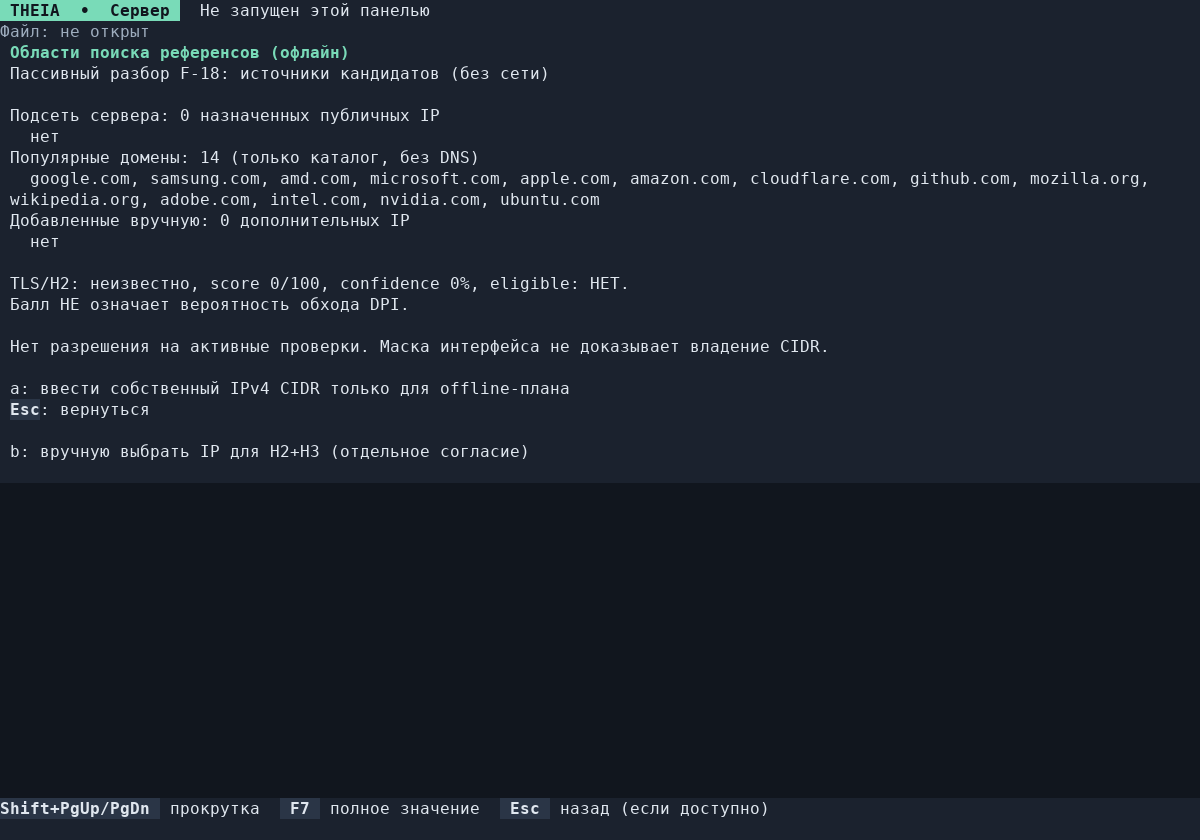 THEIA • Сервер Не запущен этой панелью
Файл: не открыт
Области поиска референсов (офлайн)
Пассивный разбор F-18: источники кандидатов (без сети)
Подсеть сервера: 0 назначенных публичных IP
нет
Популярные домены: 14 (только каталог, без DNS)
google.com, samsung.com, amd.com, microsoft.com, apple.com, amazon.com, cloudflare.com, github.com, mozilla.org,
wikipedia.org, adobe.com, intel.com, nvidia.com, ubuntu.com
Добавленные вручную: 0 дополнительных IP
нет
TLS/H2: неизвестно, score 0/100, confidence 0%, eligible: НЕТ.
Балл НЕ означает вероятность обхода DPI.
Нет разрешения на активные проверки. Маска интерфейса не доказывает владение CIDR.
a: ввести собственный IPv4 CIDR только для offline-плана
Esc: вернуться
b: вручную выбрать IP для H2+H3 (отдельное согласие)
Shift+PgUp/PgDn прокрутка F7 полное значение Esc назад (если доступно)